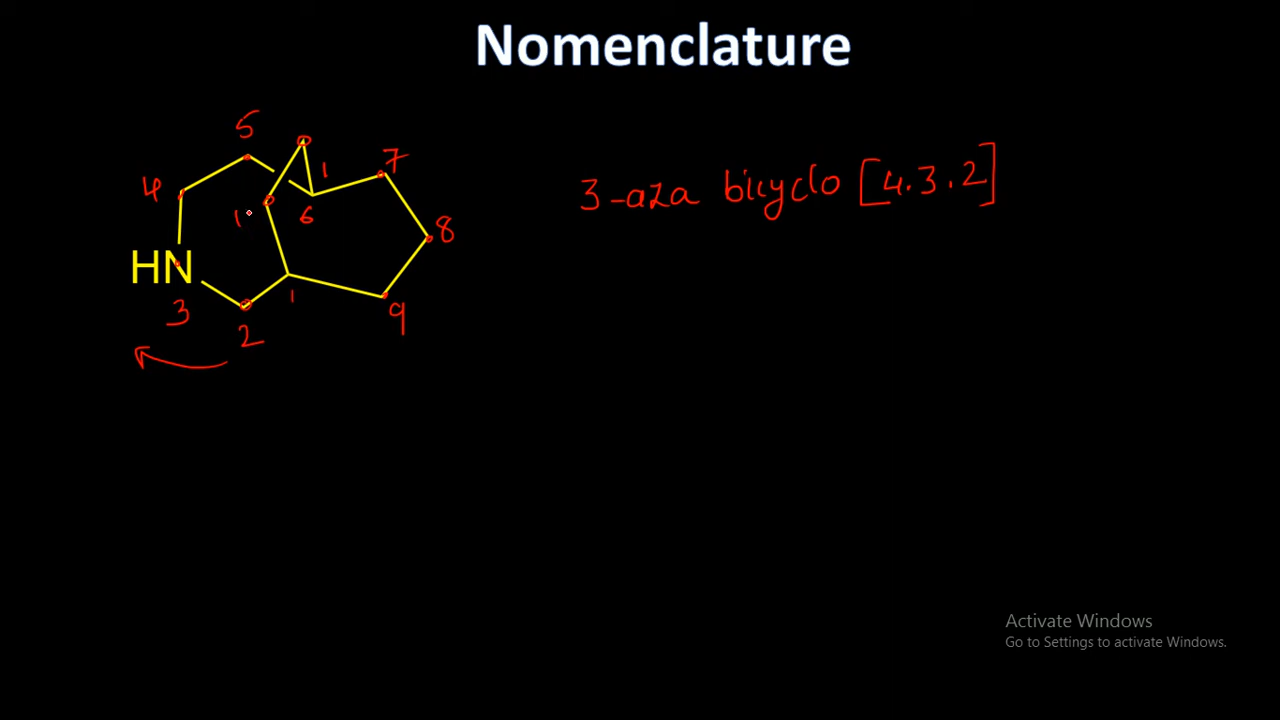 Nomenclature
5
1
7
4
3-aza bicyclo [4.3.2]
1
6
8
HN
1
3
9
2
Activate Windows
Go to Settings to activate Windows.